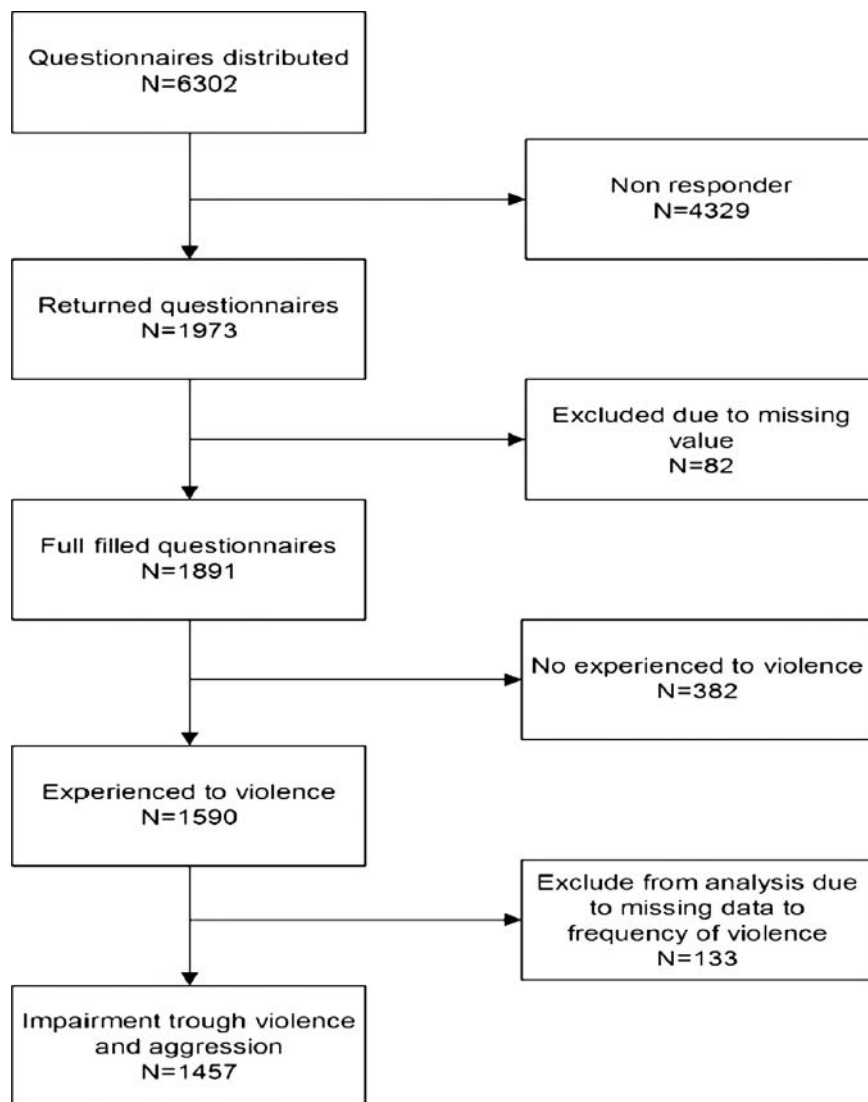 Questionnaires distributed
N=6302
Non responder
N=4329
Returned questionnaires
N=1973
Excluded due to missing
value
N=82
Full filled questionnaires
N=1891
No experienced to violence
N=382
Experienced to violence
N=1590
Exclude from analysis due
to missing data to
frequency of violence
N=133
Impairment trough violence
and aggression
N=1457